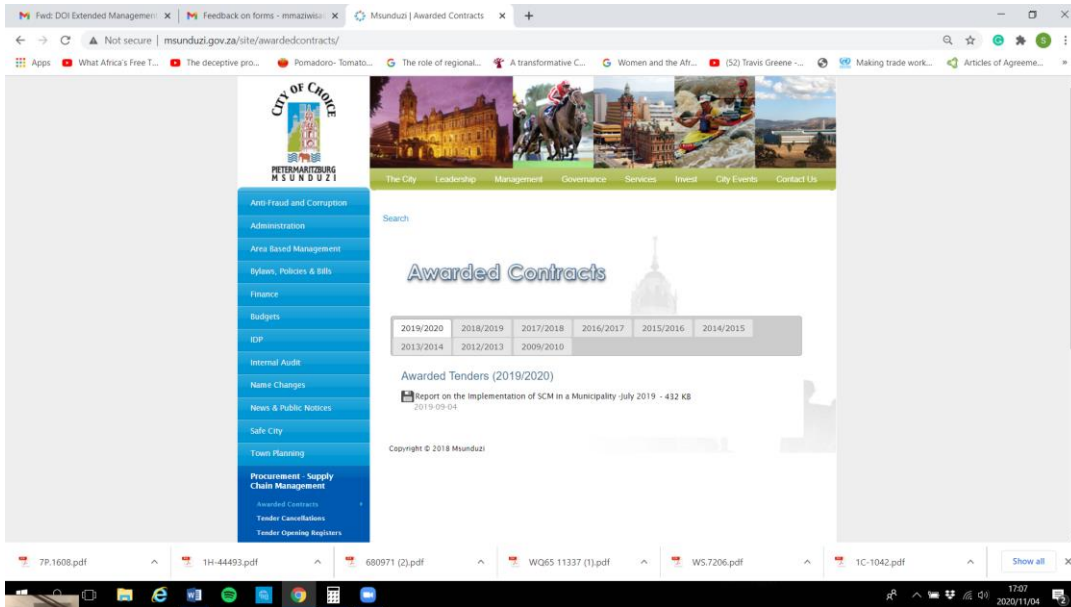 Fwd: DOI Extended Management
Feedback on forms - mmaziwisa
Msunduzi | Awarded Contracts
Not secure | msunduzi.gov.za/site/awardedcontracts/
Apps
What Africa's Free T...
The deceptive pro...
Pomadoro- Tomato...
The role of regional...
A transformative C...
Women and the Afr...
(52) Travis Greene -...
Making trade work...
Articles of Agreeme...
CITY OF CHOICE
PIETERMARITZBURG
MSUNDUZI
The City Leadership Management Governance Services Invest City Events Contact Us
Anti-Fraud and Corruption
Administration
Area Based Management
Bylaws, Policies & Bills
Finance
Budgets
IDP
Internal Audit
Name Changes
News & Public Notices
Safe City
Town Planning
Procurement - Supply
Chain Management
Awarded Contracts
Tender Cancellations
Tender Opening Registers
Search
Awarded Contracts
2019/2020 2018/2019 2017/2018 2016/2017 2015/2016 2014/2015
2013/2014 2012/2013 2009/2010
Awarded Tenders (2019/2020)
Report on the Implementation of SCM in a Municipality -July 2019 - 432 KB
2019-09-04
Copyright © 2018 Msunduzi
7P.1608.pdf
1H-44493.pdf
680971 (2).pdf
WQ65 11337 (1).pdf
WS.7206.pdf
1C-1042.pdf
Show all
17:07
2020/11/04